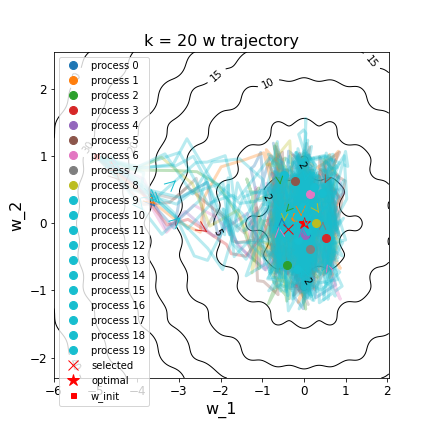 k = 20 w trajectory
w_2
2
1
0
−1
−2
−6
−5
−4
−3
−2
−1
0
1
2
w_1
process 0
process 1
process 2
process 3
process 4
process 5
process 6
process 7
process 8
process 9
process 10
process 11
process 12
process 13
process 14
process 15
process 16
process 17
process 18
process 19
selected
optimal
w_init
15
10
15
2
2
5
2